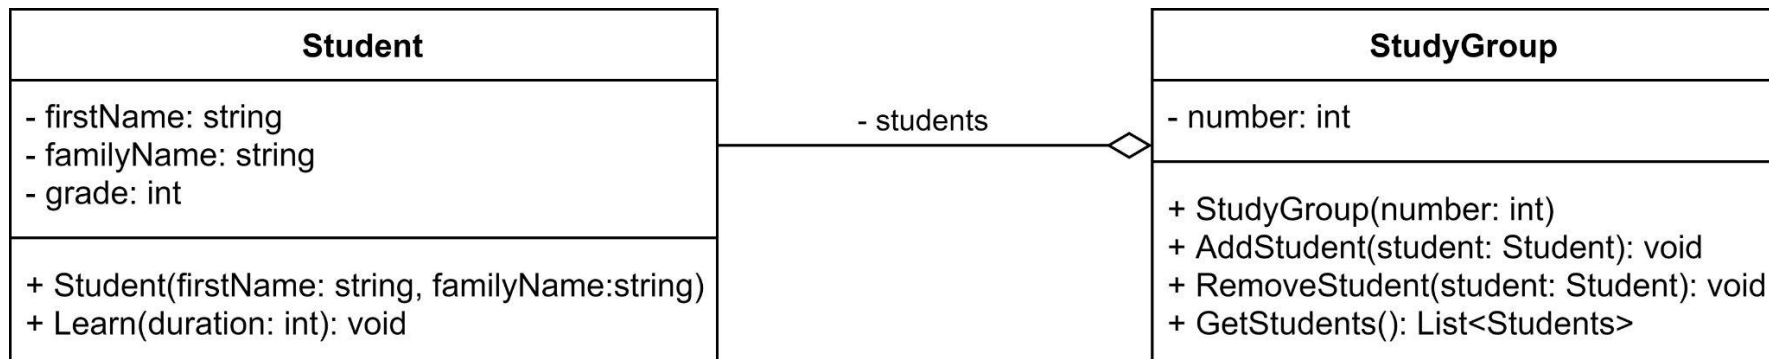 Student
- firstName: string
- familyName: string
- grade: int
+ Student(firstName: string, familyName:string)
+ Learn(duration: int): void
- students
StudyGroup
- number: int
+ StudyGroup(number: int)
+ AddStudent(student: Student): void
+ RemoveStudent(student: Student): void
+ GetStudents(): List<Students>